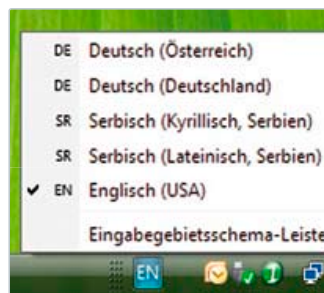 DE Deutsch (Österreich)
DE Deutsch (Deutschland)
SR Serbisch (Kyrillisch, Serbien)
SR Serbisch (Lateinisch, Serbien)
EN Englisch (USA)
Eingabegebietsschema-Leiste
EN